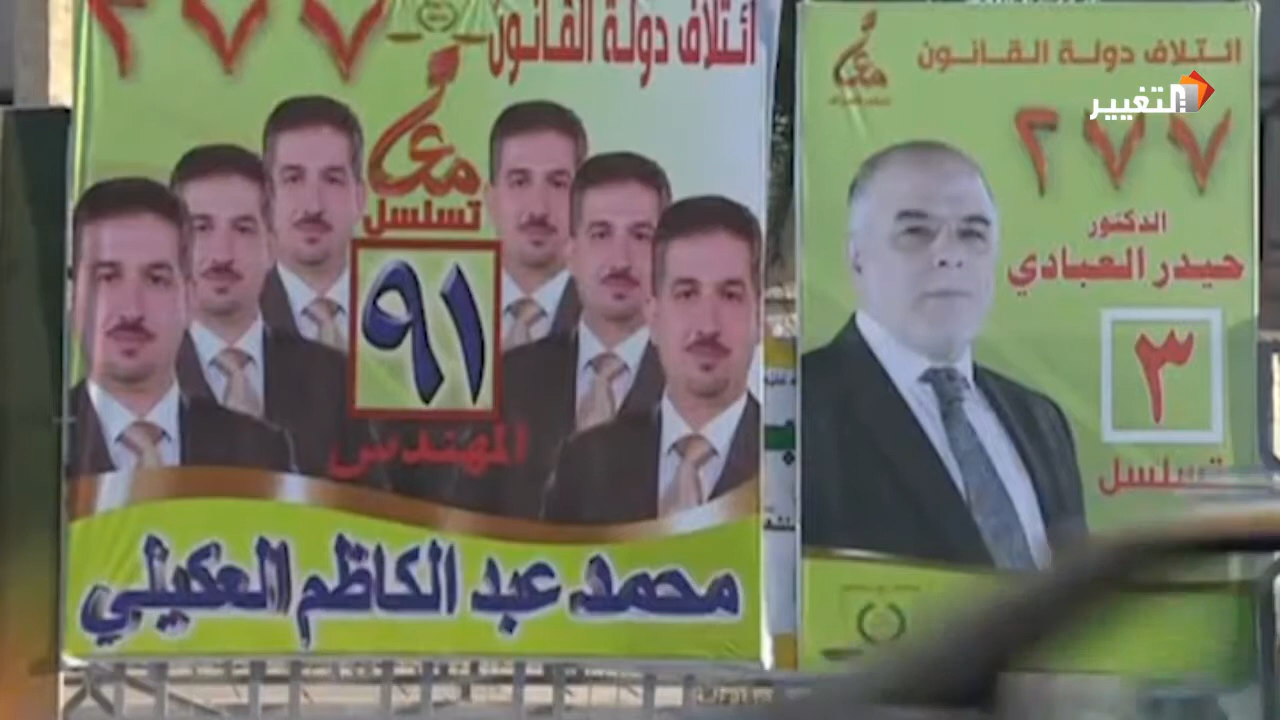 التغيير
ائتلاف دولة القانون
٢٧٧
معا
تسلسل
٩١
المهندس
محمد عبد الكاظم العكيلي
ائتلاف دولة القانون
معا
٢٧٧
الدكتور
حيدر العبادي
٣
تسلسل